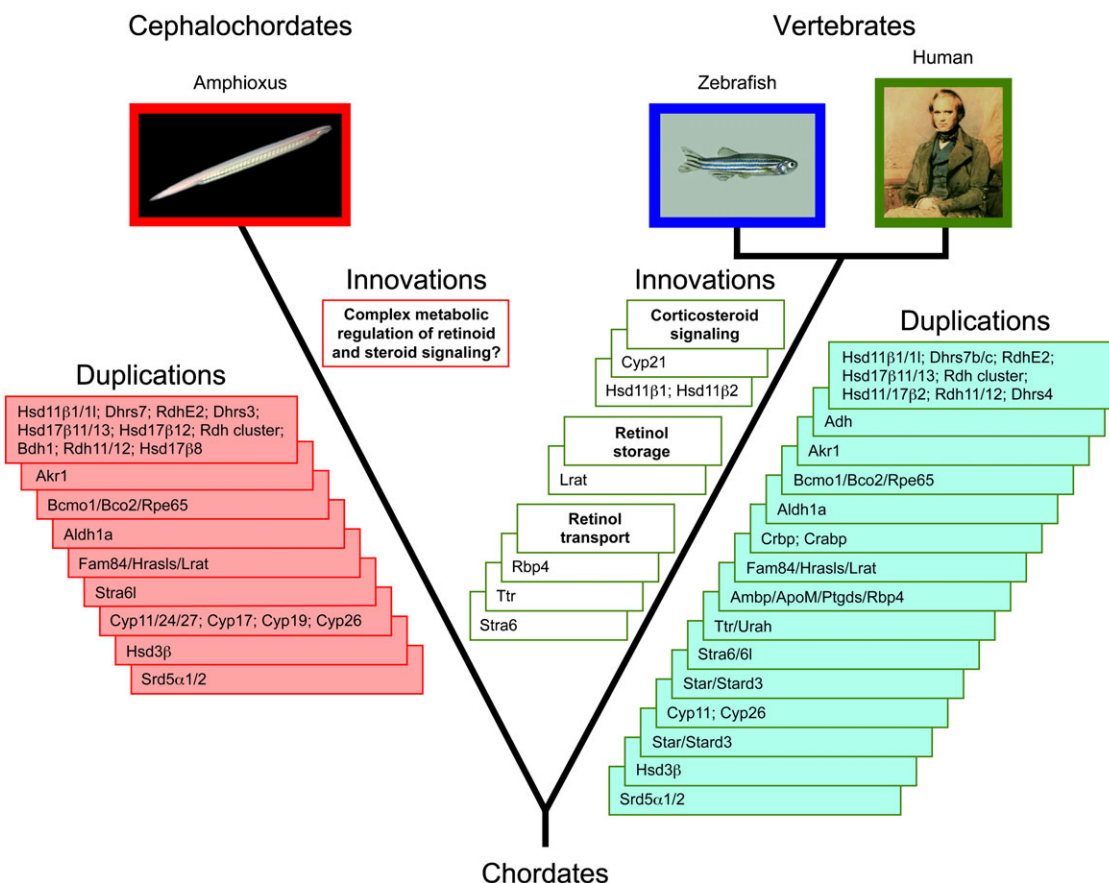 Cephalochordates
Vertebrates
Amphioxus
Zebrafish
Human
Innovations
Complex metabolic
regulation of retinoid
and steroid signaling?
Duplications
Hsd11β1/1l; Dhrs7; RdhE2; Dhrs3;
Hsd17β11/13; Hsd17β12; Rdh cluster;
Bdh1; Rdh11/12; Hsd17β8
Akr1
Bcmo1/Bco2/Rpe65
Aldh1a
Fam84/Hrasls/Lrat
Stra6l
Cyp11/24/27; Cyp17; Cyp19; Cyp26
Hsd3β
Srd5α1/2
Innovations
Corticosteroid
signaling
Cyp21
Hsd11β1; Hsd11β2
Retinol
storage
Lrat
Retinol
transport
Rbp4
Ttr
Stra6
Duplications
Hsd11β1/1l; Dhrs7b/c; RdhE2;
Hsd17β11/13; Rdh cluster;
Hsd11/17β2; Rdh11/12; Dhrs4
Adh
Akr1
Bcmo1/Bco2/Rpe65
Aldh1a
Crbp; Crabp
Fam84/Hrasls/Lrat
Ambp/ApoM/Ptgds/Rbp4
Ttr/Urah
Stra6/6l
Star/Stard3
Cyp11; Cyp26
Star/Stard3
Hsd3β
Srd5α1/2
Chordates